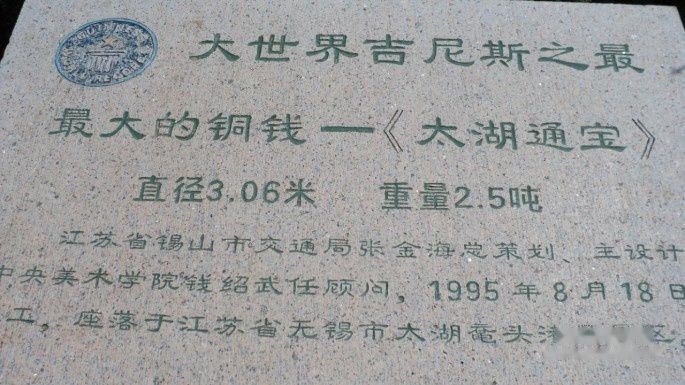 大世界吉尼斯之最
最大的铜钱—《太湖通宝》
直径3.06米 重量2.5吨
江苏省锡山市交通局张金海总策划、主设计
中央美术学院钱绍武任顾问，1995年8月18日
工，座落于江苏省无锡市太湖鼋头渚